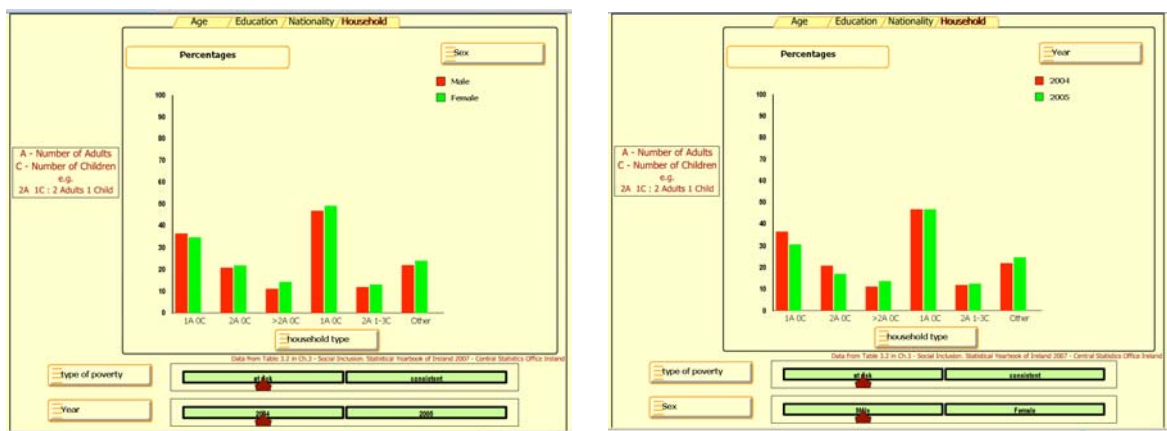 Age Education Nationality Household
Percentages
Sex
Male
Female
100
90
80
70
60
50
40
30
20
10
0
A - Number of Adults
C - Number of Children
e.g.
2A 1C : 2 Adults 1 Child
1A 0C 2A 0C >2A 0C 1A 0C 2A 1-3C Other
household type
Data from Table 3.2 in Ch.3 - Social Inclusion. Statistical Yearbook of Ireland 2007 - Central Statistics Office Ireland
type of poverty
at risk consistent
Year
2004 2005
Age Education Nationality Household
Percentages
Year
2004
2005
100
90
80
70
60
50
40
30
20
10
0
A - Number of Adults
C - Number of Children
e.g.
2A 1C : 2 Adults 1 Child
1A 0C 2A 0C >2A 0C 1A 0C 2A 1-3C Other
household type
Data from Table 3.2 in Ch.3 - Social Inclusion. Statistical Yearbook of Ireland 2007 - Central Statistics Office Ireland
type of poverty
at risk consistent
Sex
Male Female